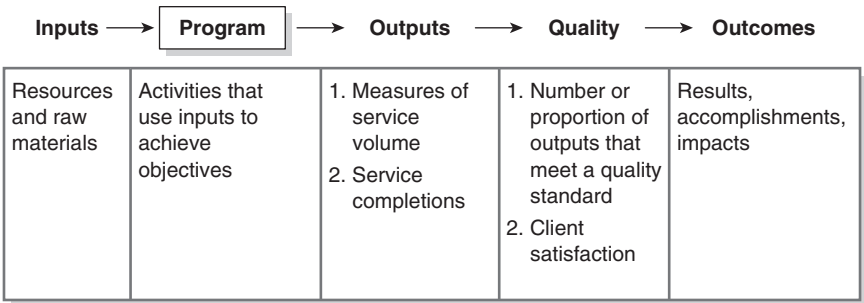 Inputs Program Outputs Quality Outcomes
Resources
and raw
materials
Activities that
use inputs to
achieve
objectives
1. Measures of
service
volume
2. Service
completions
1. Number or
proportion of
outputs that
meet a quality
standard
2. Client
satisfaction
Results,
accomplishments,
impacts